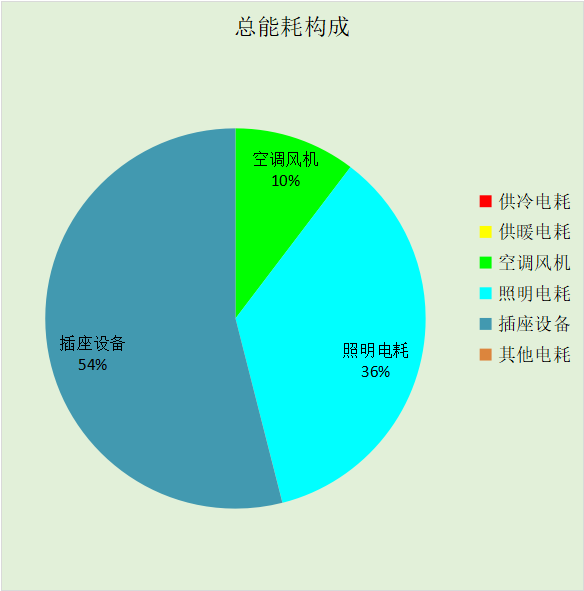 总能耗构成
空调风机
10%
照明电耗
36%
插座设备
54%
供冷电耗
供暖电耗
空调风机
照明电耗
插座设备
其他电耗